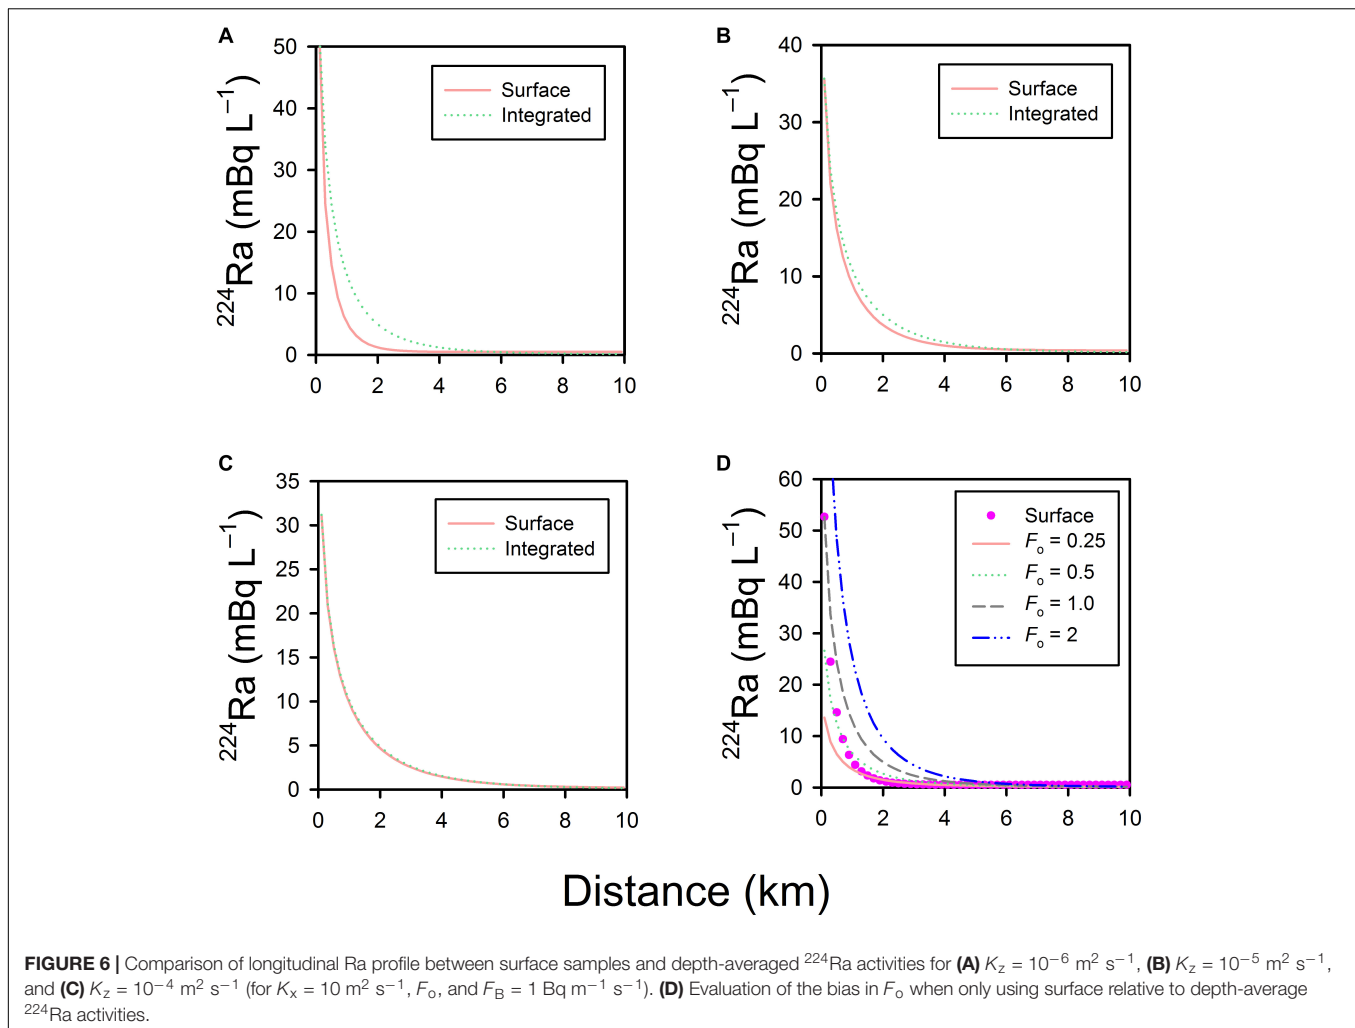 A
50
40
30
20
10
0
0 2 4 6 8 10
²²⁴Ra (mBq L⁻¹)
Surface
Integrated
B
40
30
20
10
0
0 2 4 6 8 10
²²⁴Ra (mBq L⁻¹)
Surface
Integrated
C
35
30
25
20
15
10
5
0
0 2 4 6 8 10
²²⁴Ra (mBq L⁻¹)
Surface
Integrated
D
60
50
40
30
20
10
0
0 2 4 6 8 10
²²⁴Ra (mBq L⁻¹)
Surface
Fₒ = 0.25
Fₒ = 0.5
Fₒ = 1.0
Fₒ = 2
Distance (km)
FIGURE 6 | Comparison of longitudinal Ra profile between surface samples and depth-averaged ²²⁴Ra activities for (A) K_z = 10⁻⁶ m² s⁻¹, (B) K_z = 10⁻⁵ m² s⁻¹,
and (C) K_z = 10⁻⁴ m² s⁻¹ (for Kₓ = 10 m² s⁻¹, Fₒ, and F_B = 1 Bq m⁻¹ s⁻¹). (D) Evaluation of the bias in Fₒ when only using surface relative to depth-average
²²⁴Ra activities.